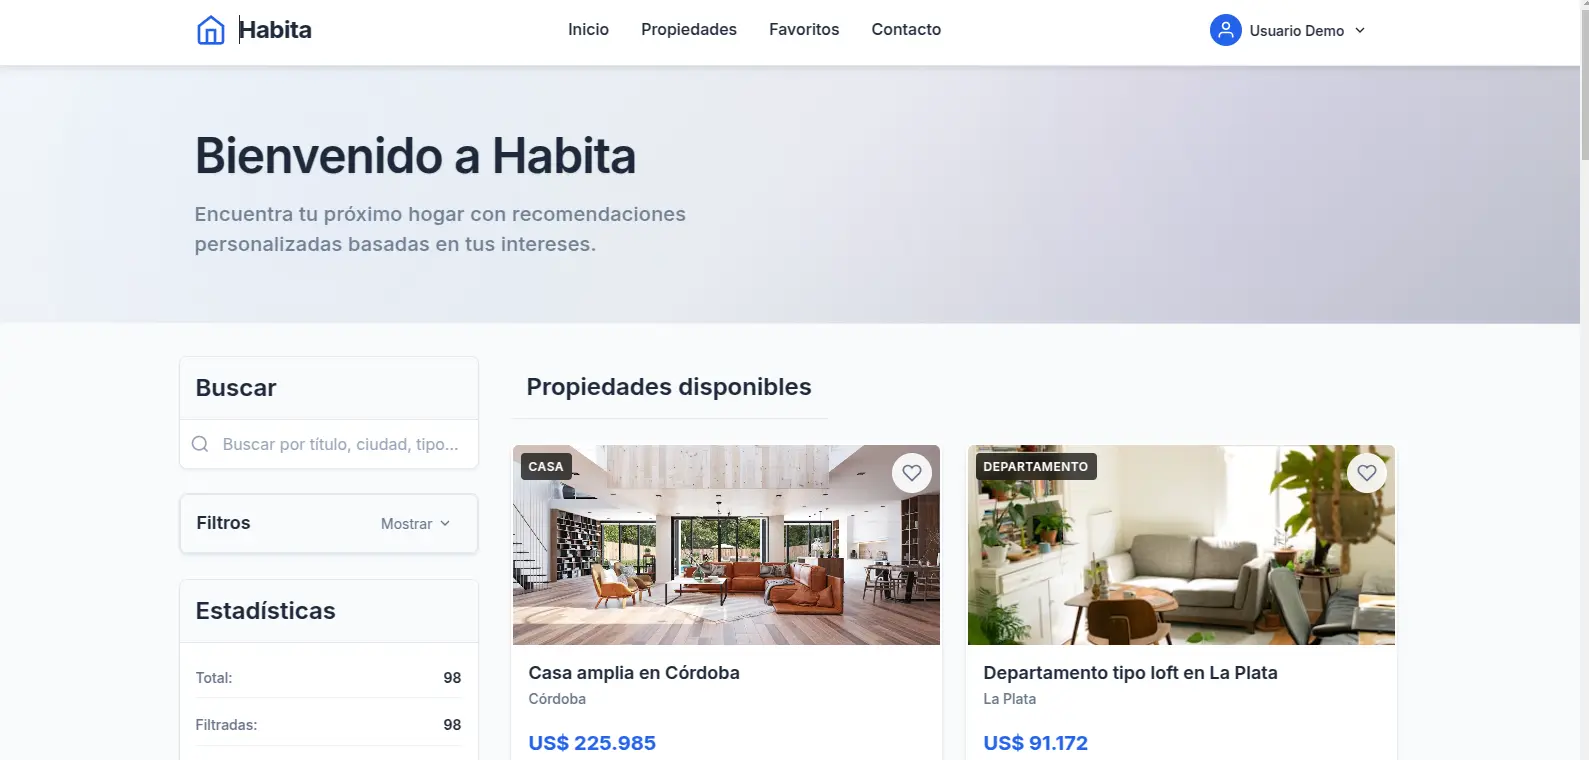 Habita
Inicio
Propiedades
Favoritos
Contacto
Usuario Demo
Bienvenido a Habita
Encuentra tu próximo hogar con recomendaciones
personalizadas basadas en tus intereses.
Buscar
Buscar por título, ciudad, tipo...
Filtros
Mostrar
Estadísticas
Total:
98
Filtradas:
98
Propiedades disponibles
CASA
Casa amplia en Córdoba
Córdoba
US$ 225.985
DEPARTAMENTO
Departamento tipo loft en La Plata
La Plata
US$ 91.172